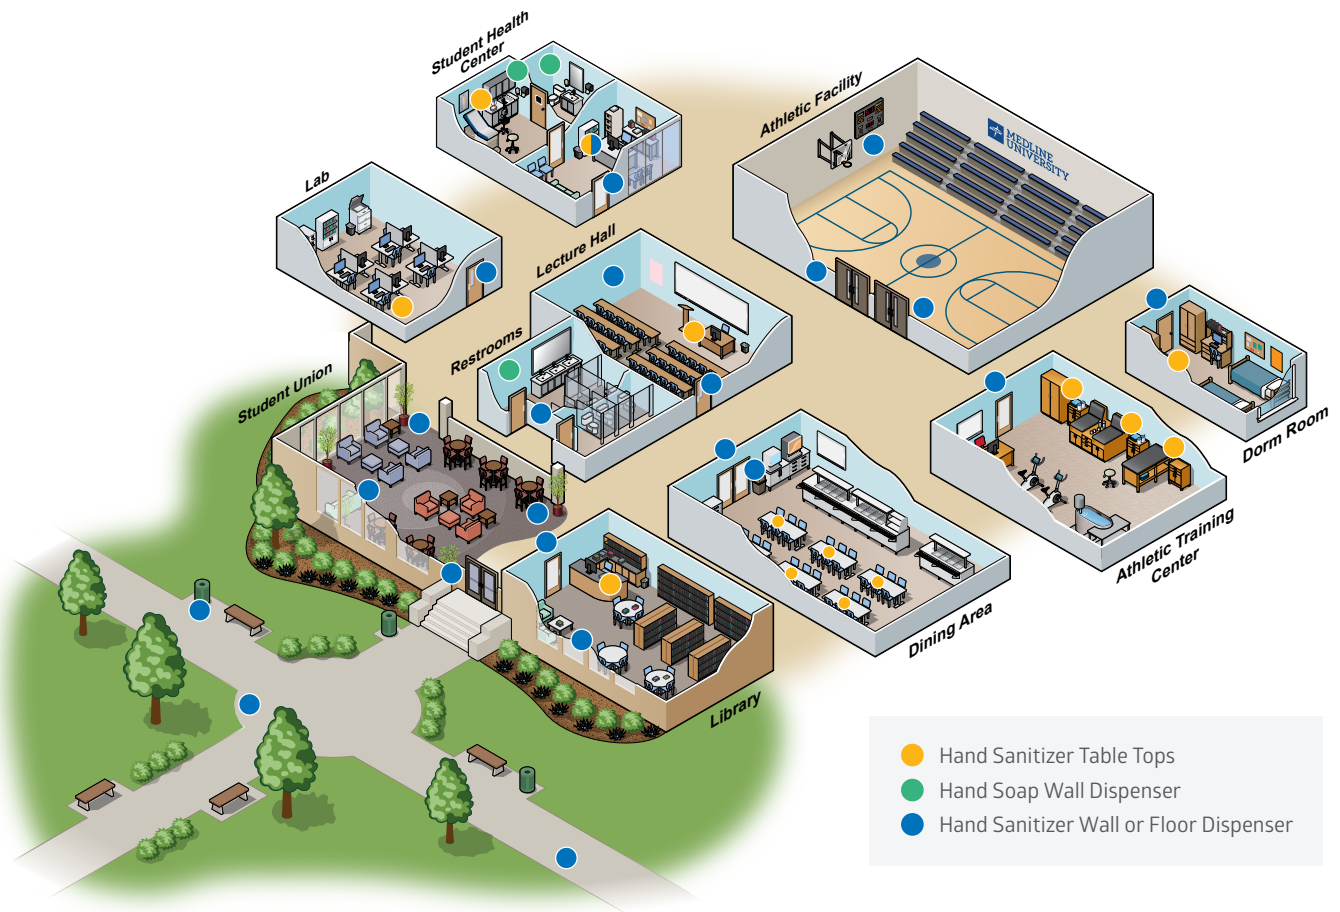 Student Health
Center
Athletic Facility
MEDLINE
UNIVERSITY
Lab
Lecture Hall
Restrooms
Student Union
Dorm Room
Athletic Training
Center
Dining Area
Library
Hand Sanitizer Table Tops
Hand Soap Wall Dispenser
Hand Sanitizer Wall or Floor Dispenser